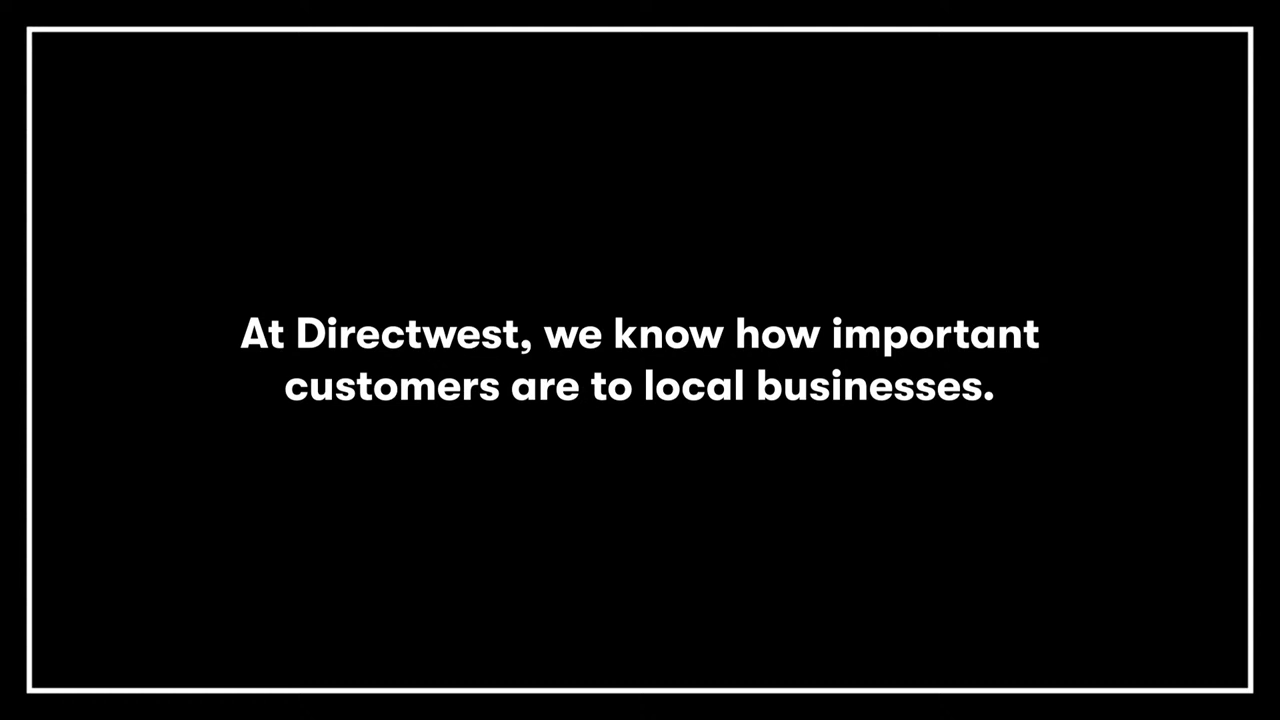 At Directwest, we know how important
customers are to local businesses.